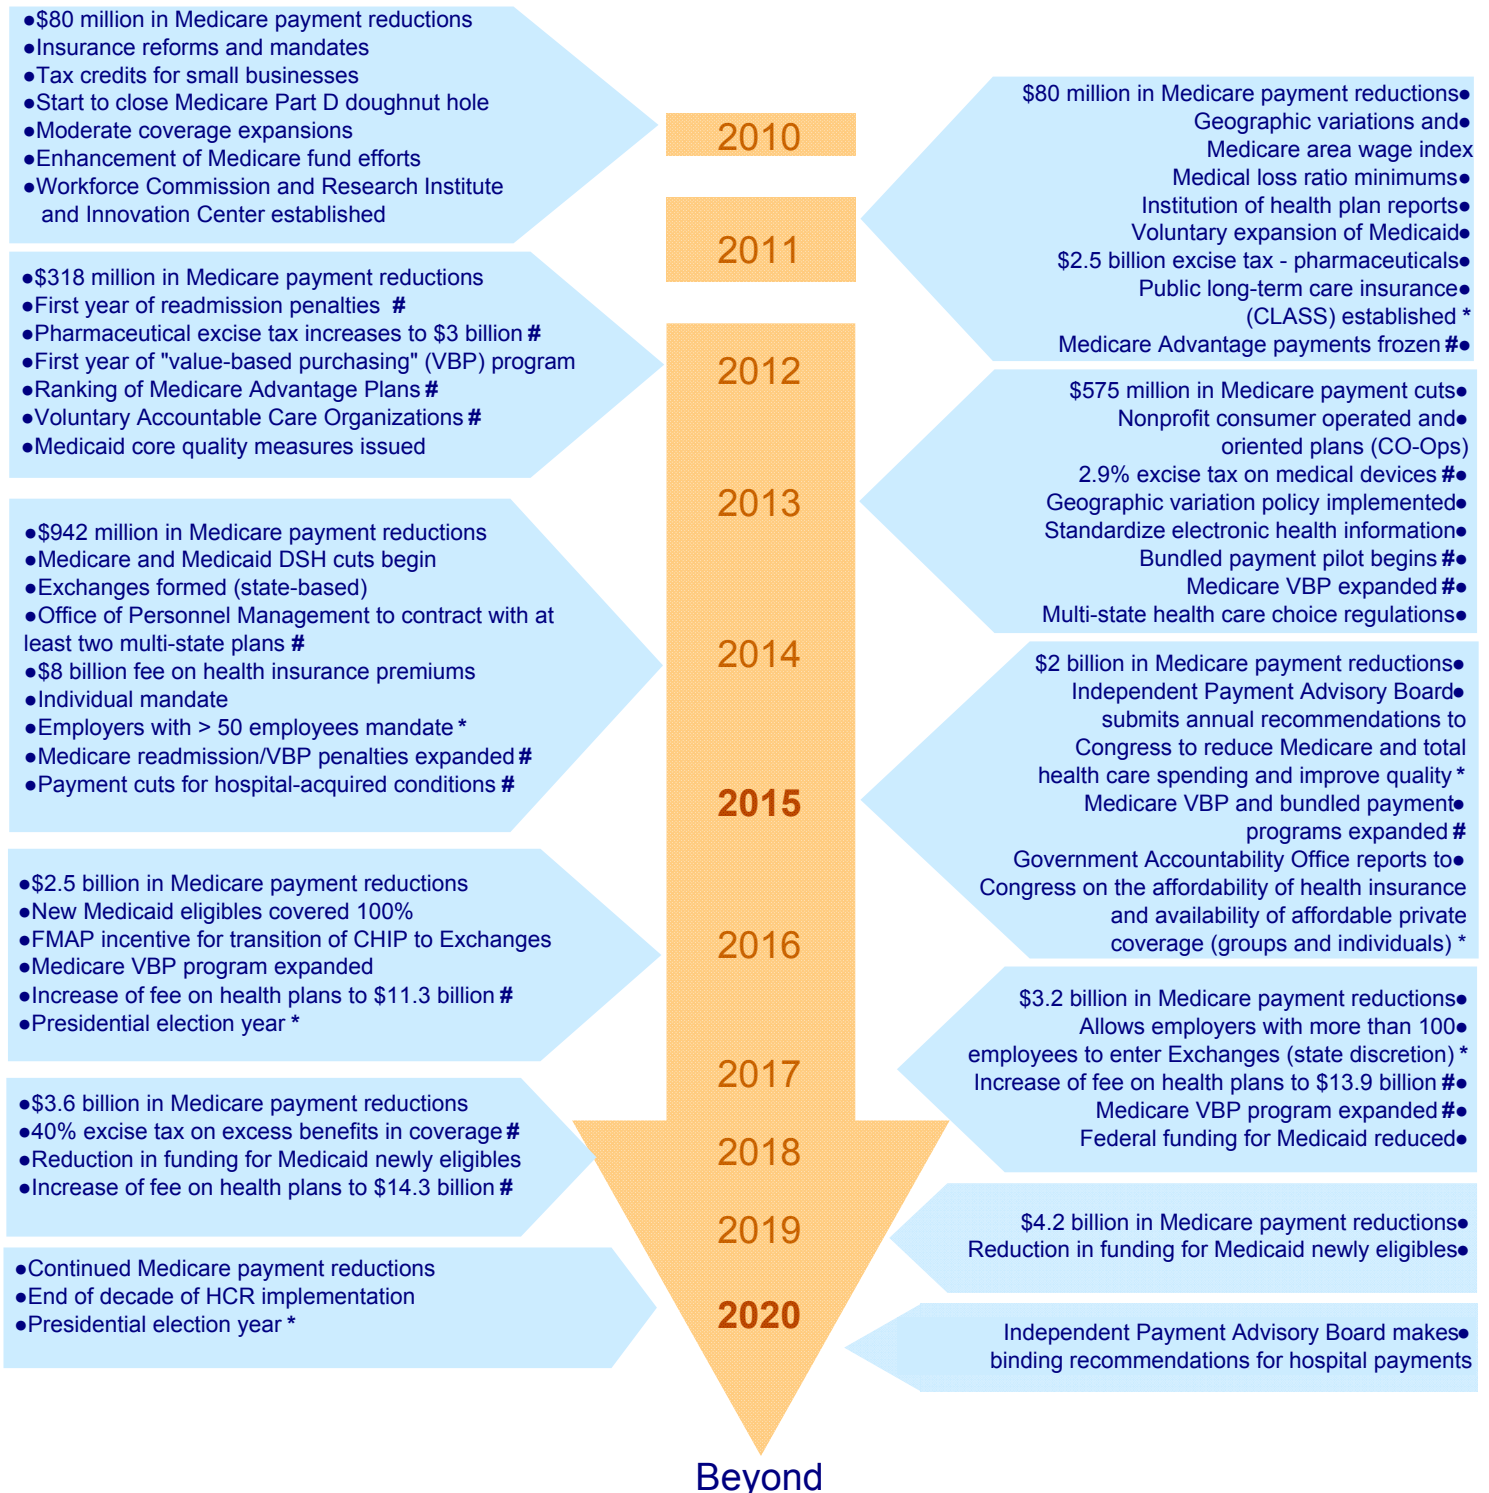 ●$80 million in Medicare payment reductions
●Insurance reforms and mandates
●Tax credits for small businesses
●Start to close Medicare Part D doughnut hole
●Moderate coverage expansions
●Enhancement of Medicare fund efforts
●Workforce Commission and Research Institute
and Innovation Center established
2010
$80 million in Medicare payment reductions●
Geographic variations and●
Medicare area wage index
Medical loss ratio minimums●
Institution of health plan reports●
Voluntary expansion of Medicaid●
$2.5 billion excise tax - pharmaceuticals●
Public long-term care insurance●
(CLASS) established *
Medicare Advantage payments frozen #●
2011
●$318 million in Medicare payment reductions
●First year of readmission penalties #
●Pharmaceutical excise tax increases to $3 billion #
●First year of "value-based purchasing" (VBP) program
●Ranking of Medicare Advantage Plans #
●Voluntary Accountable Care Organizations #
●Medicaid core quality measures issued
2012
$575 million in Medicare payment cuts●
Nonprofit consumer operated and●
oriented plans (CO-Ops)
2.9% excise tax on medical devices #●
Geographic variation policy implemented●
Standardize electronic health information●
Bundled payment pilot begins #●
Medicare VBP expanded #●
Multi-state health care choice regulations●
2013
●$942 million in Medicare payment reductions
●Medicare and Medicaid DSH cuts begin
●Exchanges formed (state-based)
●Office of Personnel Management to contract with at
least two multi-state plans #
●$8 billion fee on health insurance premiums
●Individual mandate
●Employers with > 50 employees mandate *
●Medicare readmission/VBP penalties expanded #
●Payment cuts for hospital-acquired conditions #
2014
$2 billion in Medicare payment reductions●
Independent Payment Advisory Board●
submits annual recommendations to
Congress to reduce Medicare and total
health care spending and improve quality *
Medicare VBP and bundled payment●
programs expanded #
Government Accountability Office reports to●
Congress on the affordability of health insurance
and availability of affordable private
coverage (groups and individuals) *
2015
●$2.5 billion in Medicare payment reductions
●New Medicaid eligibles covered 100%
●FMAP incentive for transition of CHIP to Exchanges
●Medicare VBP program expanded
●Increase of fee on health plans to $11.3 billion #
●Presidential election year *
2016
$3.2 billion in Medicare payment reductions●
Allows employers with more than 100●
employees to enter Exchanges (state discretion) *
Increase of fee on health plans to $13.9 billion #●
Medicare VBP program expanded #●
Federal funding for Medicaid reduced●
2017
●$3.6 billion in Medicare payment reductions
●40% excise tax on excess benefits in coverage #
●Reduction in funding for Medicaid newly eligibles
●Increase of fee on health plans to $14.3 billion #
2018
$4.2 billion in Medicare payment reductions●
Reduction in funding for Medicaid newly eligibles●
2019
●Continued Medicare payment reductions
●End of decade of HCR implementation
●Presidential election year *
2020
Independent Payment Advisory Board makes●
binding recommendations for hospital payments
Beyond